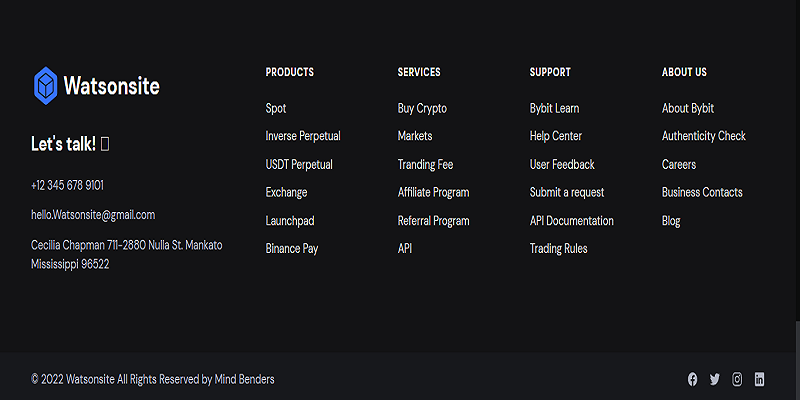 Watsonsite
Let's talk!
+12 345 678 9101
hello.Watsonsite@gmail.com
Cecilia Chapman 711-2880 Nulla St. Mankato
Mississippi 96522
PRODUCTS
Spot
Inverse Perpetual
USDT Perpetual
Exchange
Launchpad
Binance Pay
SERVICES
Buy Crypto
Markets
Tranding Fee
Affiliate Program
Referral Program
API
SUPPORT
Bybit Learn
Help Center
User Feedback
Submit a request
API Documentation
Trading Rules
ABOUT US
About Bybit
Authenticity Check
Careers
Business Contacts
Blog
© 2022 Watsonsite All Rights Reserved by Mind Benders